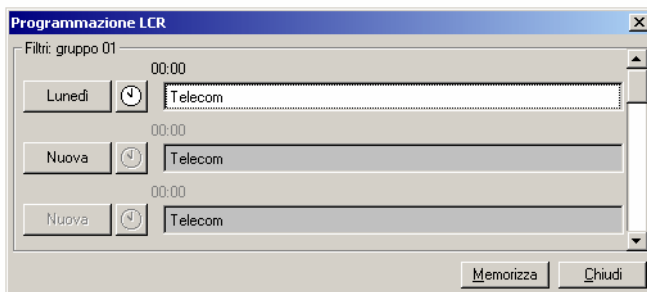 Programmazione LCR
Filtri: gruppo 01
00:00
Lunedì Telecom
00:00
Nuova Telecom
00:00
Nuova Telecom
Memorizza Chiudi